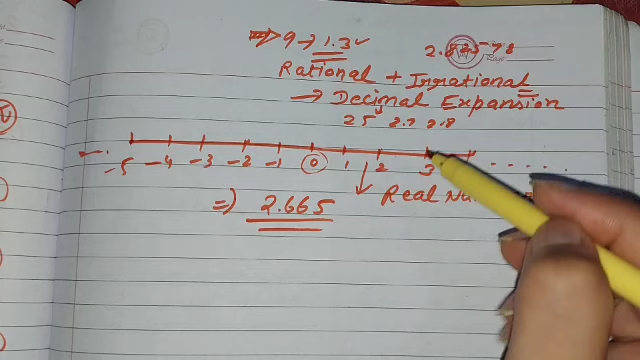 ⇒ 9 → 1.3 ✓
Rational + Irrational
→ Decimal Expansion
2.5 2.7 2.8
-5 -4 -3 -2 -1 0 1 2 3 . . . . .
⇒ 2.665
Real Nu